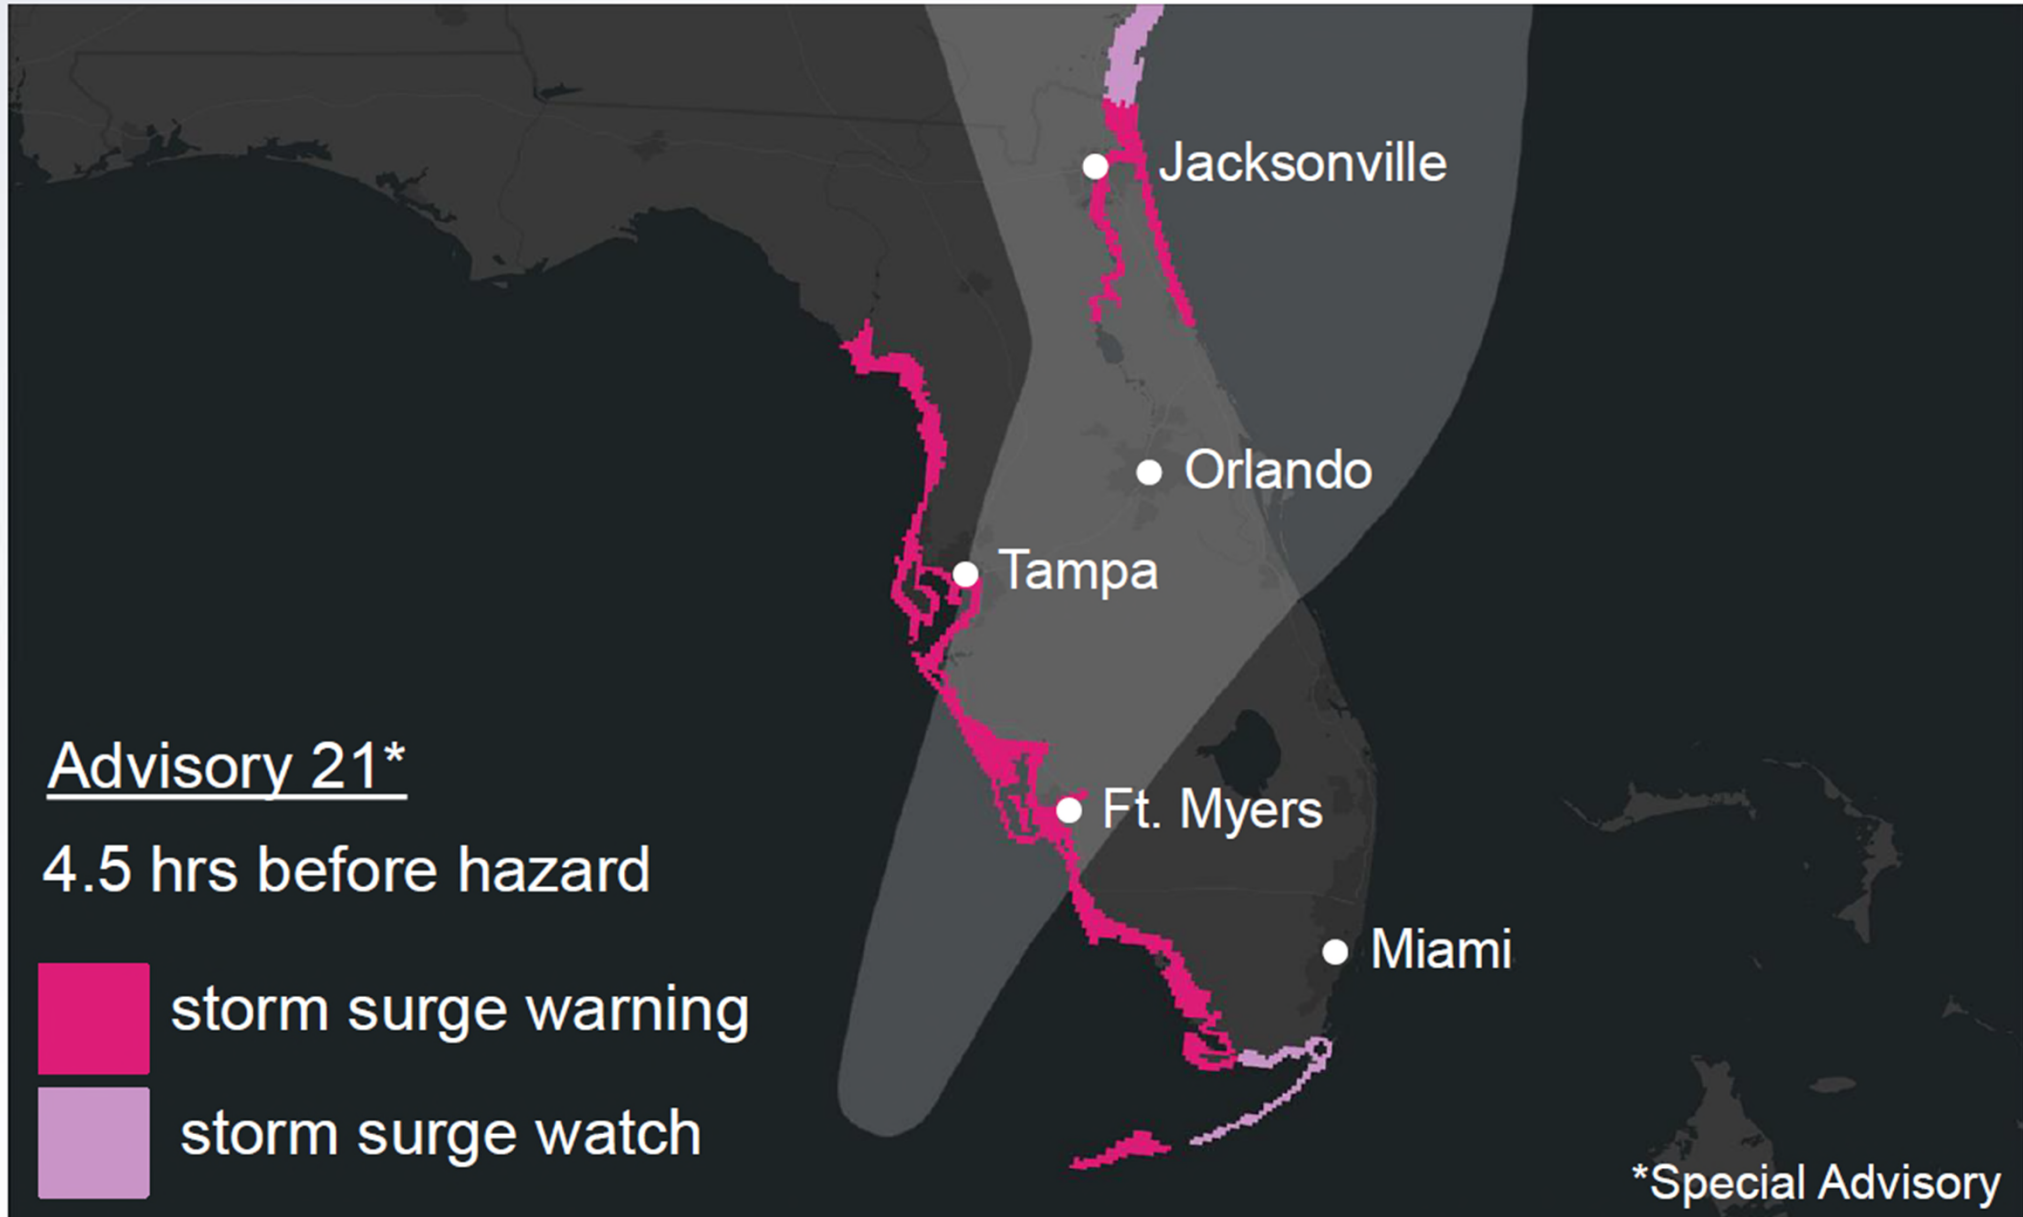 Jacksonville
Orlando
Tampa
Advisory 21*
4.5 hrs before hazard
Ft. Myers
Miami
storm surge warning
storm surge watch
*Special Advisory